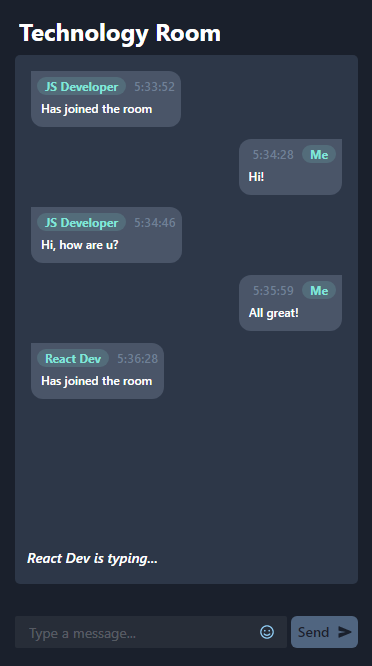 Technology Room
JS Developer 5:33:52
Has joined the room
5:34:28 Me
Hi!
JS Developer 5:34:46
Hi, how are u?
5:35:59 Me
All great!
React Dev 5:36:28
Has joined the room
React Dev is typing...
Type a message... Send